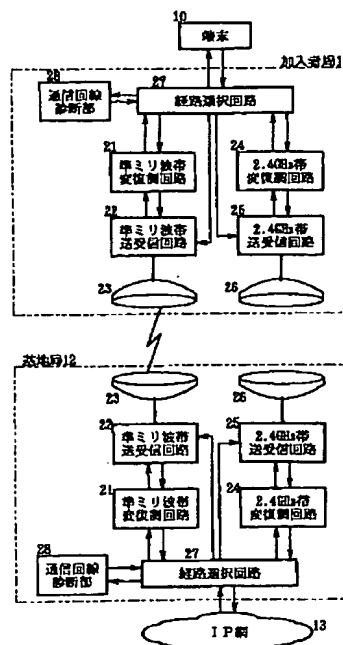 10
端末
加入者局11
28
通信回線
診断部
27
経路選択回路
21
準ミリ波帯
変復調回路
24
2.4GHz帯
変復調回路
22
準ミリ波帯
送受信回路
25
2.4GHz帯
送受信回路
23
26
基地局12
23
26
22
準ミリ波帯
送受信回路
25
2.4GHz帯
送受信回路
21
準ミリ波帯
変復調回路
24
2.4GHz帯
変復調回路
28
通信回線
診断部
27
経路選択回路
IP網
13